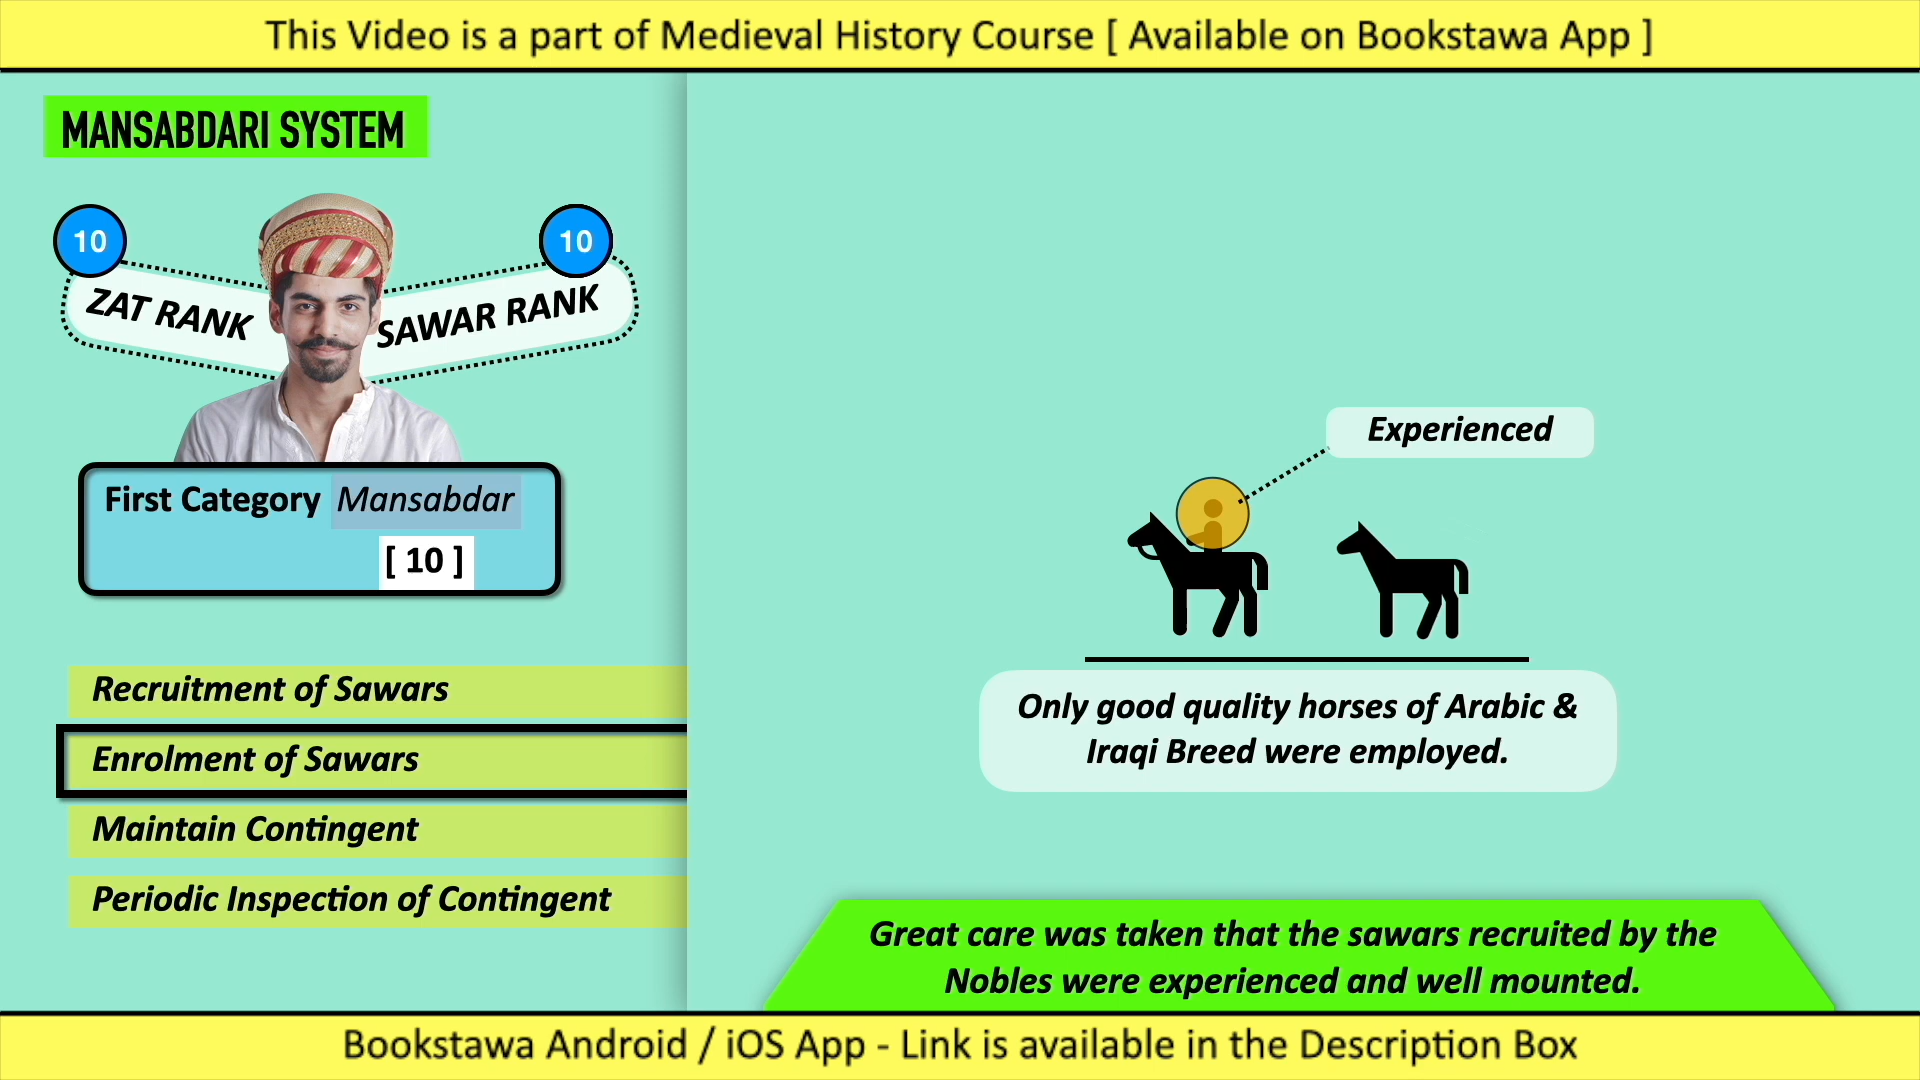 This Video is a part of Medieval History Course [ Available on Bookstawa App ]
MANSABDARI SYSTEM
10
10
ZAT RANK
SAWAR RANK
First Category Mansabdar
[ 10 ]
Recruitment of Sawars
Enrolment of Sawars
Maintain Contingent
Periodic Inspection of Contingent
Experienced
Only good quality horses of Arabic &
Iraqi Breed were employed.
Great care was taken that the sawars recruited by the
Nobles were experienced and well mounted.
Bookstawa Android / iOS App - Link is available in the Description Box